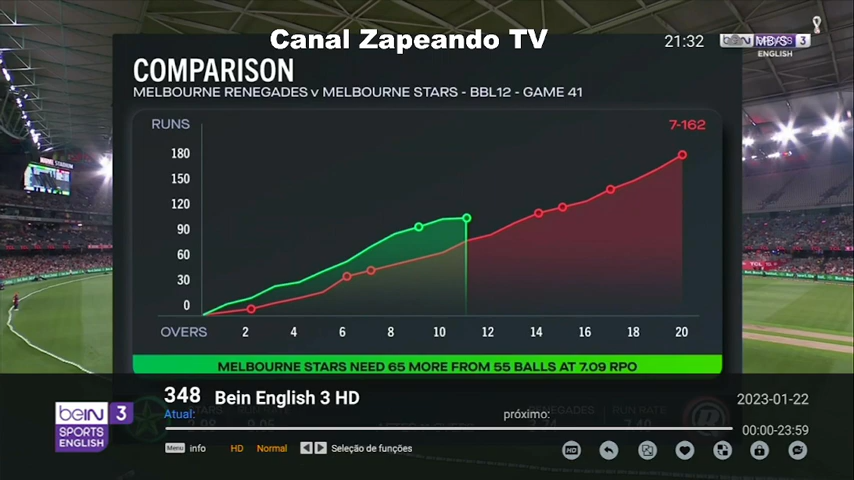 Canal Zapeando TV
21:32
beIN SPORTS 3
ENGLISH
COMPARISON
MELBOURNE RENEGADES v MELBOURNE STARS - BBL12 - GAME 41
RUNS
7-162
180
150
120
90
60
30
0
OVERS 2 4 6 8 10 12 14 16 18 20
MELBOURNE STARS NEED 65 MORE FROM 55 BALLS AT 7.09 RPO
348 Bein English 3 HD
2023-01-22
Atual:
próximo:
00:00-23:59
beIN 3
SPORTS
ENGLISH
Menu info HD Normal Seleção de funções
HD